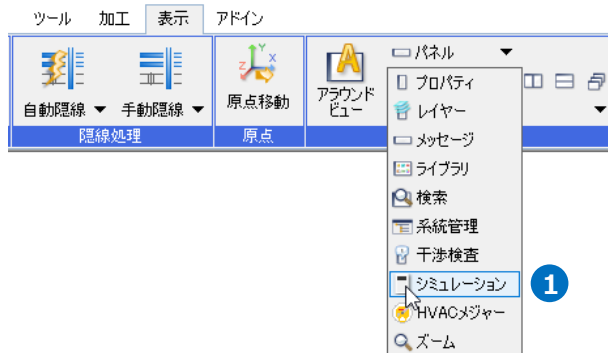 ツール 加工 表示 アドイン
自動隠線 手動隠線 原点移動 アラウンド
ビュー パネル
隠線処理 原点
プロパティ
レイヤー
メッセージ
ライブラリ
検索
系統管理
干渉検査
シミュレーション 1
HVACメジャー
ズーム